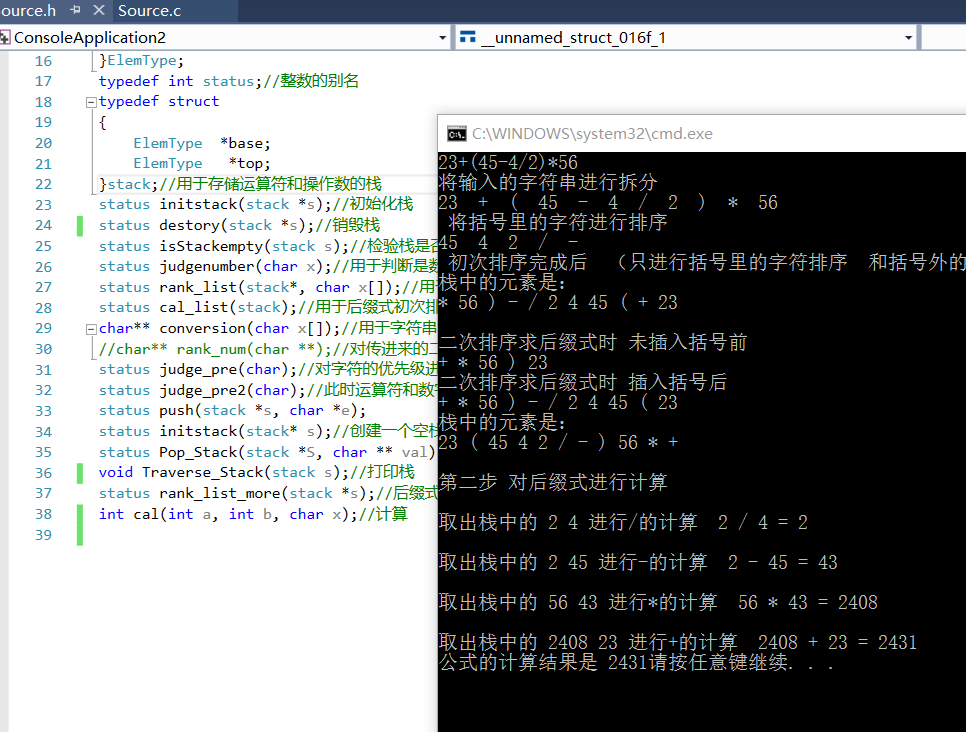 ource.h Source.c
ConsoleApplication2 __unnamed_struct_016f_1
16 }ElemType;
17 typedef int status;//整数的别名
18 typedef struct
19 {
20 ElemType *base;
21 ElemType *top;
22 }stack;//用于存储运算符和操作数的栈
23 status initstack(stack *s);//初始化栈
24 status destory(stack *s);//销毁栈
25 status isStackempty(stack s);//检验栈是否
26 status judgenumber(char x);//用于判断是数
27 status rank_list(stack*, char x[]);//用于
28 status cal_list(stack);//用于后缀式初次排
29 char** conversion(char x[]);//用于字符串
30 //char** rank_num(char **);//对传进来的二
31 status judge_pre(char);//对字符的优先级进
32 status judge_pre2(char);//此时运算符和数字
33 status push(stack *s, char *e);
34 status initstack(stack* s);//创建一个空栈
35 status Pop_Stack(stack *S, char ** val)
36 void Traverse_Stack(stack s);//打印栈
37 status rank_list_more(stack *s);//后缀式
38 int cal(int a, int b, char x);//计算
39
C:\WINDOWS\system32\cmd.exe
23+(45-4/2)*56
将输入的字符串进行拆分
23 + ( 45 - 4 / 2 ) * 56
将括号里的字符进行排序
45 4 2 / -
初次排序完成后 （只进行括号里的字符排序 和括号外的
栈中的元素是:
* 56 ) - / 2 4 45 ( + 23
二次排序求后缀式时 未插入括号前
+ * 56 ) 23
二次排序求后缀式时 插入括号后
+ * 56 ) - / 2 4 45 ( 23
栈中的元素是:
23 ( 45 4 2 / - ) 56 * +
第二步 对后缀式进行计算
取出栈中的 2 4 进行/的计算 2 / 4 = 2
取出栈中的 2 45 进行-的计算 2 - 45 = 43
取出栈中的 56 43 进行*的计算 56 * 43 = 2408
取出栈中的 2408 23 进行+的计算 2408 + 23 = 2431
公式的计算结果是 2431请按任意键继续. . .